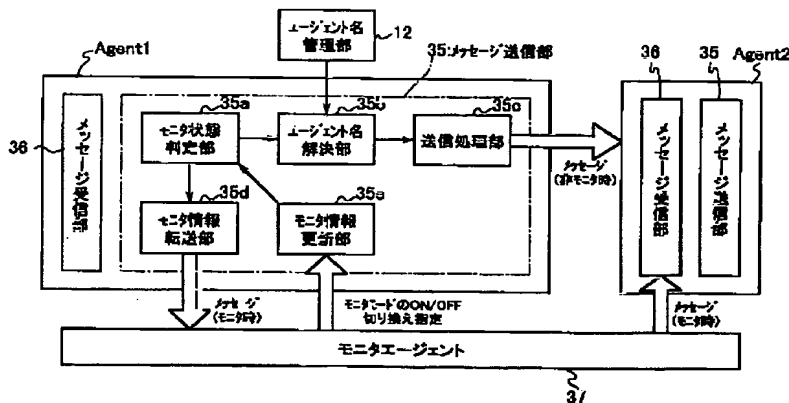 Agent1
エージェント名
管理部
12
35:メッセージ送信部
36
35
Agent2
35a
35b
35c
モニタ状態
判定部
エージェント名
解決部
送信処理部
36
メッセージ受信部
メッセージ
(非モニタ時)
メッセージ受信部
メッセージ送信部
35d
35e
モニタ情報
転送部
モニタ情報
更新部
メッセージ
(モニタ時)
モニタモードのON/OFF
切り換え指定
メッセージ
(モニタ時)
モニタエージェント
37